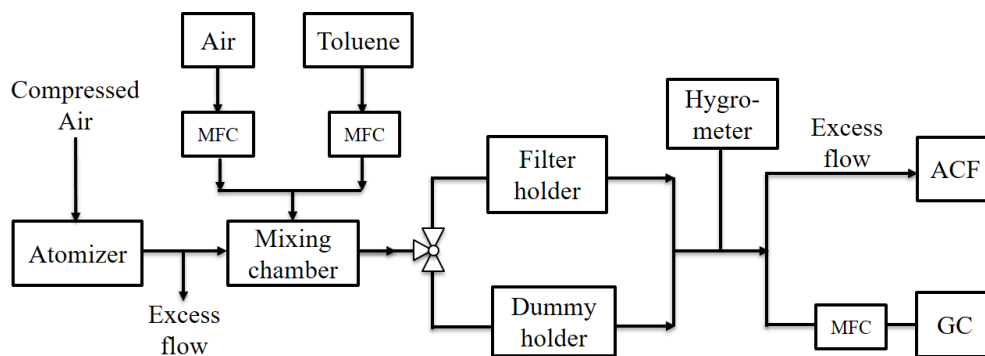 Air
Toluene
Compressed
Air
MFC
MFC
Hygro-
meter
Excess
flow
Filter
holder
ACF
Atomizer
Mixing
chamber
Excess
flow
Dummy
holder
MFC
GC